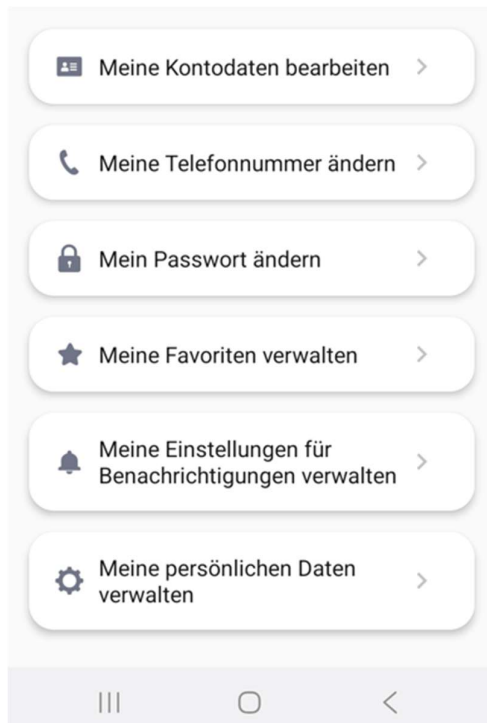 Meine Kontodaten bearbeiten
Meine Telefonnummer ändern
Mein Passwort ändern
Meine Favoriten verwalten
Meine Einstellungen für
Benachrichtigungen verwalten
Meine persönlichen Daten
verwalten